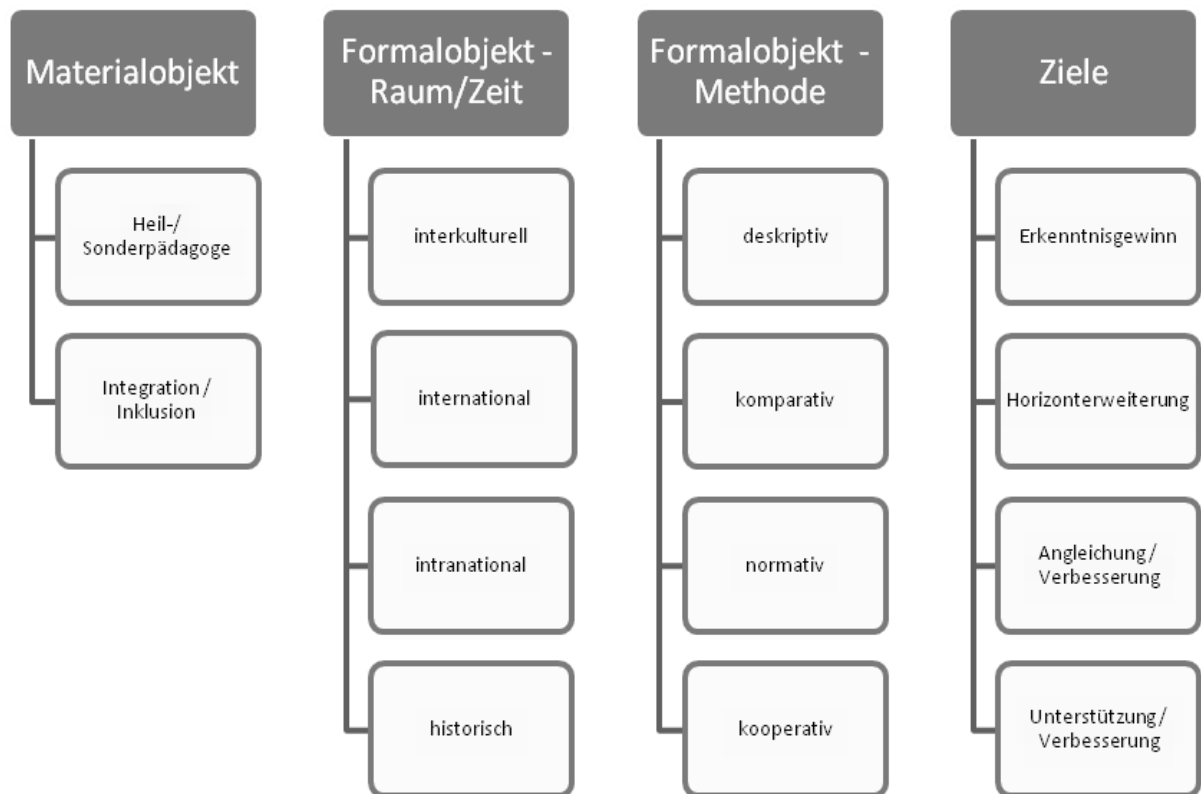 Materialobjekt
Heil-/
Sonderpädagoge
Integration /
Inklusion
Formalobjekt -
Raum/Zeit
interkulturell
international
intranational
historisch
Formalobjekt -
Methode
deskriptiv
komparativ
normativ
kooperativ
Ziele
Erkenntnisgewinn
Horizonterweiterung
Angleichung /
Verbesserung
Unterstützung /
Verbesserung